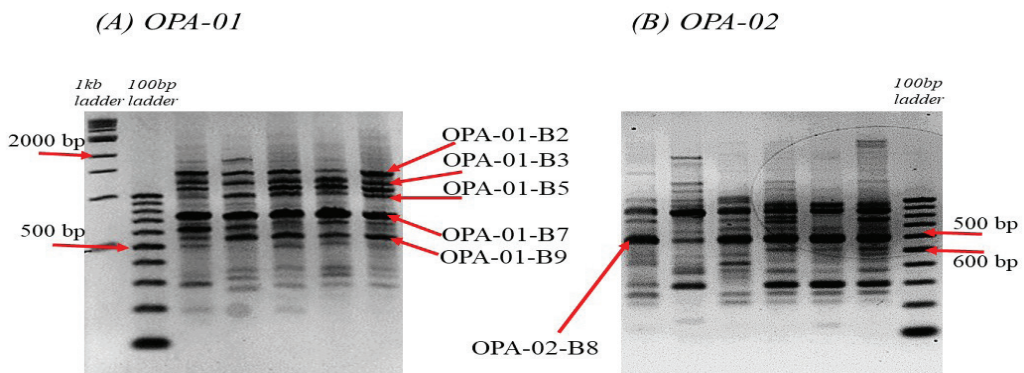 (A) OPA-01
(B) OPA-02
1kb ladder
100bp ladder
100bp ladder
2000 bp
500 bp
OPA-01-B2
OPA-01-B3
OPA-01-B5
OPA-01-B7
OPA-01-B9
500 bp
600 bp
OPA-02-B8